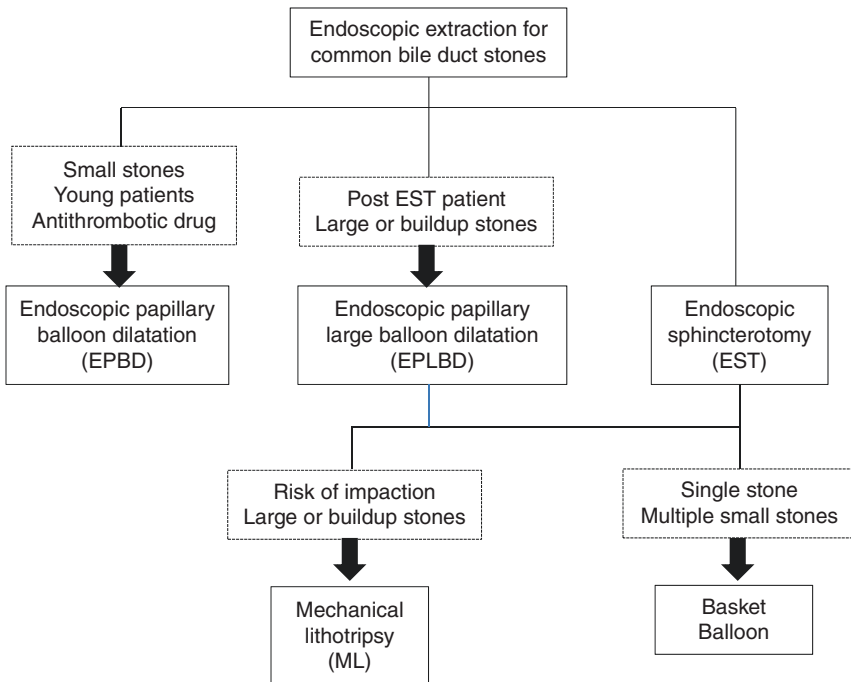 Endoscopic extraction for
common bile duct stones
Small stones
Young patients
Antithrombotic drug
Post EST patient
Large or buildup stones
Endoscopic papillary
balloon dilatation
(EPBD)
Endoscopic papillary
large balloon dilatation
(EPLBD)
Endoscopic
sphincterotomy
(EST)
Risk of impaction
Large or buildup stones
Single stone
Multiple small stones
Mechanical
lithotripsy
(ML)
Basket
Balloon